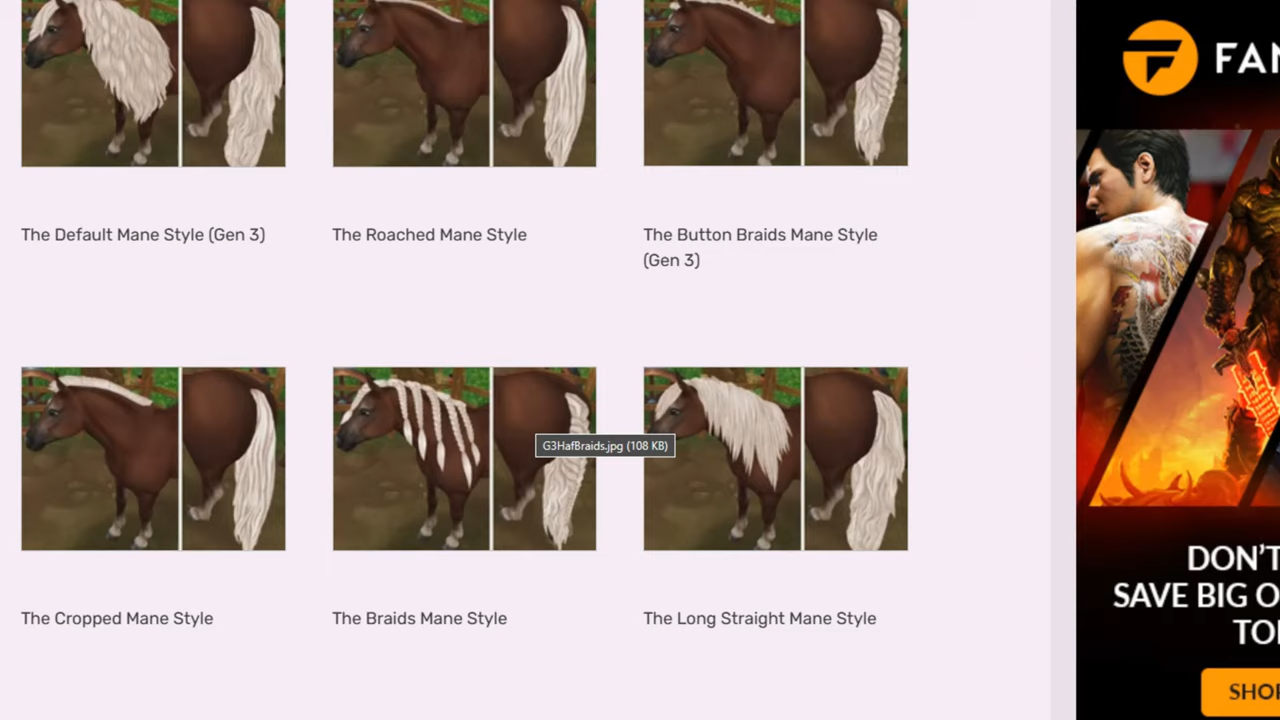 FAN
The Default Mane Style (Gen 3)
The Roached Mane Style
The Button Braids Mane Style
(Gen 3)
G3HafBraids.jpg (108 KB)
The Cropped Mane Style
The Braids Mane Style
The Long Straight Mane Style
DON'T
SAVE BIG O
TO
SHOP